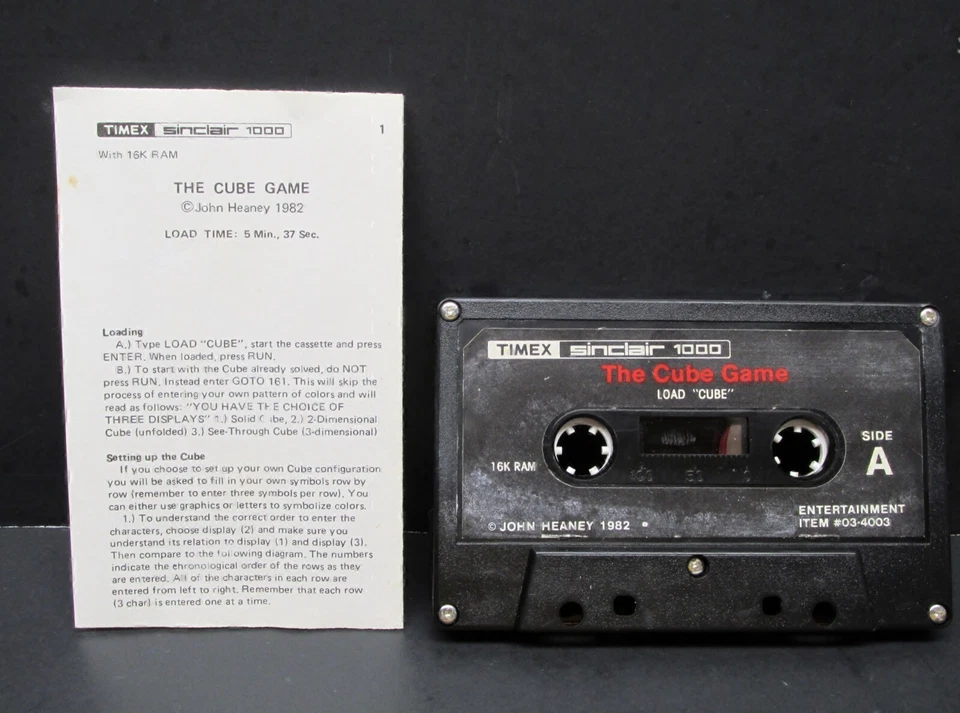 TIMEX sinclair 1000 1
With 16K RAM
THE CUBE GAME
©John Heaney 1982
LOAD TIME: 5 Min., 37 Sec.
Loading
A.) Type LOAD "CUBE", start the cassette and press
ENTER. When loaded, press RUN.
B.) To start with the Cube already solved, do NOT
press RUN. Instead enter GOTO 161. This will skip the
process of entering your own pattern of colors and will
read as follows: "YOU HAVE THE CHOICE OF
THREE DISPLAYS" 1.) Solid Cube, 2.) 2-Dimensional
Cube (unfolded) 3.) See-Through Cube (3-dimensional)
Setting up the Cube
If you choose to set up your own Cube configuration
you will be asked to fill in your own symbols row by
row (remember to enter three symbols per row). You
can either use graphics or letters to symbolize colors.
1.) To understand the correct order to enter the
characters, choose display (2) and make sure you
understand its relation to display (1) and display (3).
Then compare to the following diagram. The numbers
indicate the chronological order of the rows as they
are entered. All of the characters in each row are
entered from left to right. Remember that each row
(3 char) is entered one at a time.
TIMEX sinclair 1000
The Cube Game
LOAD "CUBE"
16K RAM
SIDE
A
© JOHN HEANEY 1982
ENTERTAINMENT
ITEM #03-4003